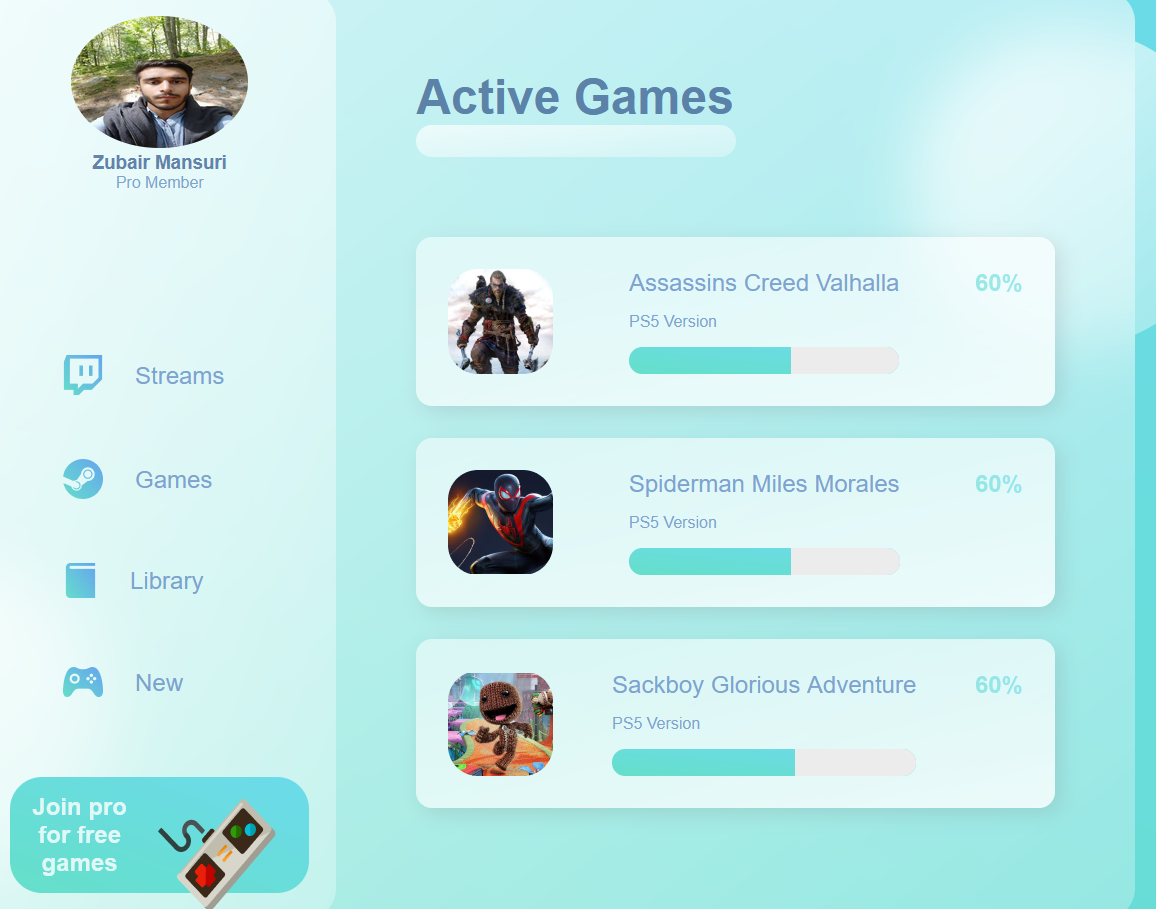 Zubair Mansuri
Pro Member
Streams
Games
Library
New
Join pro
for free
games
Active Games
Assassins Creed Valhalla
60%
PS5 Version
Spiderman Miles Morales
60%
PS5 Version
Sackboy Glorious Adventure
60%
PS5 Version